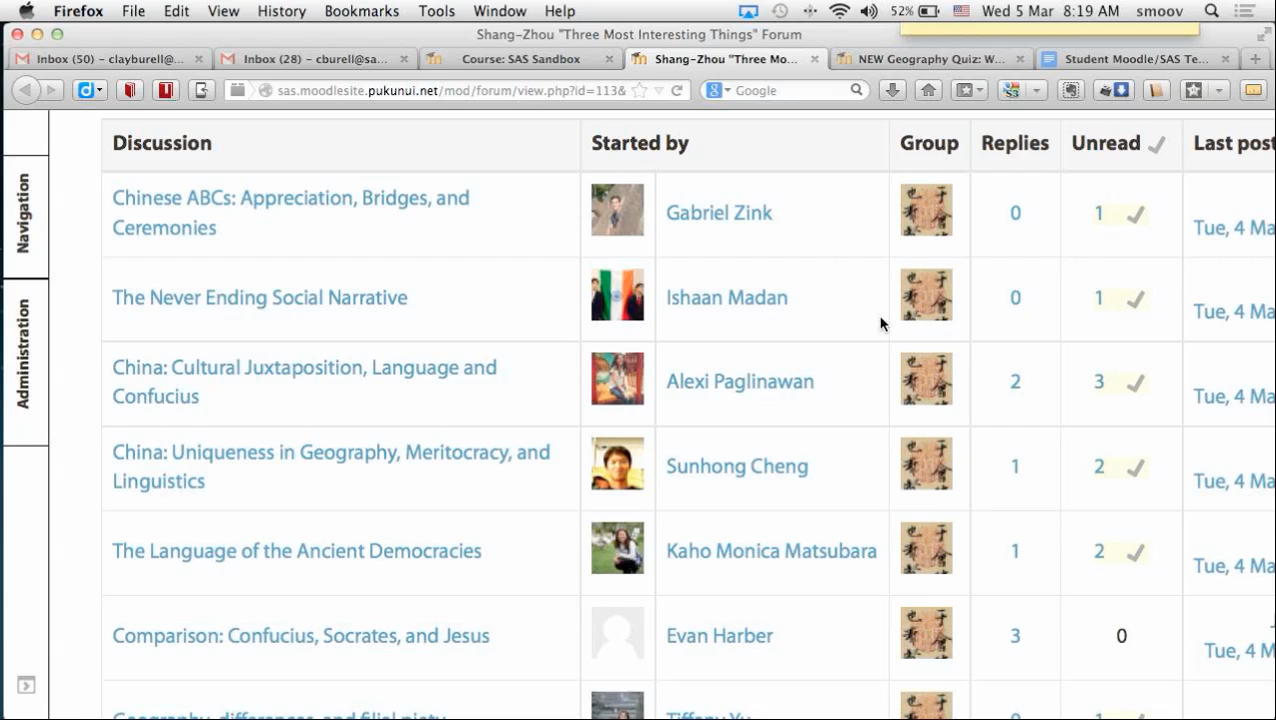 Firefox File Edit View History Bookmarks Tools Window Help 52% Wed 5 Mar 8:19 AM smoov
Shang-Zhou "Three Most Interesting Things" Forum
Inbox (50) – clayburell@... Inbox (28) – cburell@sa... Course: SAS Sandbox Shang-Zhou "Three Mo... NEW Geography Quiz: W... Student Moodle/SAS Te...
sas.moodlesite.pukunui.net/mod/forum/view.php?id=113& Google
Discussion Started by Group Replies Unread Last post
Navigation
Administration
Chinese ABCs: Appreciation, Bridges, and
Ceremonies
Gabriel Zink 0 1
Tue, 4 Ma
The Never Ending Social Narrative Ishaan Madan 0 1
Tue, 4 Ma
China: Cultural Juxtaposition, Language and
Confucius
Alexi Paglinawan 2 3
Tue, 4 Ma
China: Uniqueness in Geography, Meritocracy, and
Linguistics
Sunhong Cheng 1 2
Tue, 4 Ma
The Language of the Ancient Democracies Kaho Monica Matsubara 1 2
Tue, 4 Ma
Comparison: Confucius, Socrates, and Jesus Evan Harber 3 0
Tue, 4 M
Geography, differences, and filial piety Tiffany Yu